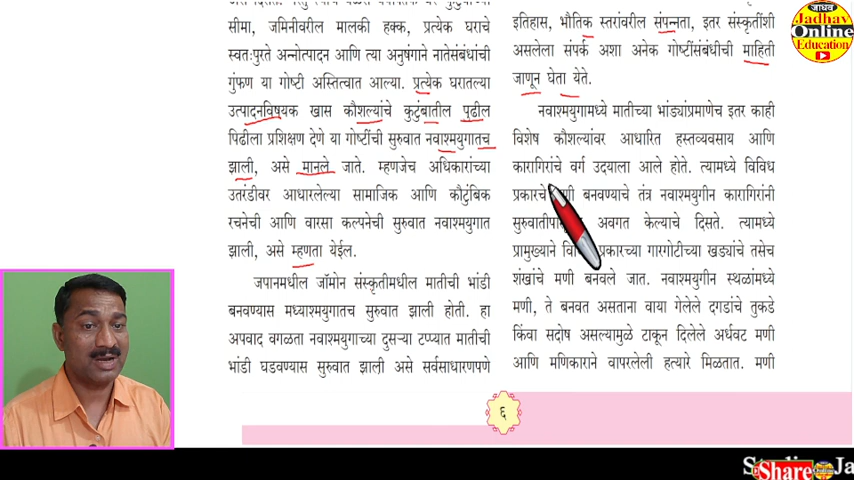 सीमा, जमिनीवरील मालकी हक्क, प्रत्येक घराचे
स्वतःपुरते अन्नोत्पादन आणि त्या अनुषंगाने नातेसंबंधांची
गुंफण या गोष्टी अस्तित्वात आल्या. प्रत्येक घरातल्या
उत्पादनविषयक खास कौशल्यांचे कुटुंबातील पुढील
पिढीला प्रशिक्षण देणे या गोष्टींची सुरुवात नवाश्मयुगातच
झाली, असे मानले जाते. म्हणजेच अधिकारांच्या
उतरंडीवर आधारलेल्या सामाजिक आणि कौटुंबिक
रचनेची आणि वारसा कल्पनेची सुरुवात नवाश्मयुगात
झाली, असे म्हणता येईल.
जपानमधील जॉमोन संस्कृतीमधील मातीची भांडी
बनवण्यास मध्याश्मयुगातच सुरुवात झाली होती. हा
अपवाद वगळता नवाश्मयुगाच्या दुसऱ्या टप्प्यात मातीची
भांडी घडवण्यास सुरुवात झाली असे सर्वसाधारणपणे
इतिहास, भौतिक स्तरांवरील संपन्नता, इतर संस्कृतींशी
असलेला संपर्क अशा अनेक गोष्टींसंबंधीची माहिती
जाणून घेता येते.
नवाश्मयुगामध्ये मातीच्या भांड्यांप्रमाणेच इतर काही
विशेष कौशल्यांवर आधारित हस्तव्यवसाय आणि
कारागिरांचे वर्ग उदयाला आले होते. त्यामध्ये विविध
प्रकारचे बनवण्याचे तंत्र नवाश्मयुगीन कारागिरांनी
अवगत केल्याचे दिसते. त्यामध्ये
प्रामुख्याने प्रकारच्या गारगोटीच्या खड्यांचे तसेच
शंखांचे मणी बनवले जात. नवाश्मयुगीन स्थळांमध्ये
मणी, ते बनवत असताना वाया गेलेले दगडांचे तुकडे
किंवा सदोष असल्यामुळे टाकून दिलेले अर्धवट मणी
आणि मणिकाराने वापरलेली हत्यारे मिळतात. मणी
६
जाधव
Jadhav
Online
Education
Share